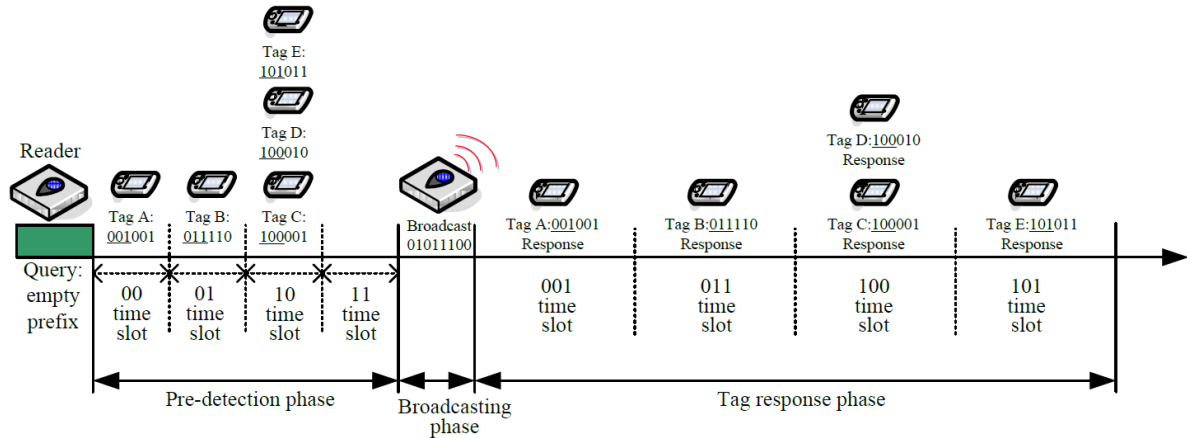 Tag E:
101011
Tag D:
100010
Tag D:100010
Response
Reader
Tag A:
001001
Tag B:
011110
Tag C:
100001
Broadcast
01011100
Tag A:001001
Response
Tag B:011110
Response
Tag C:100001
Response
Tag E:101011
Response
Query:
empty
prefix
00
time
slot
01
time
slot
10
time
slot
11
time
slot
001
time
slot
011
time
slot
100
time
slot
101
time
slot
Pre-detection phase
Broadcasting
phase
Tag response phase